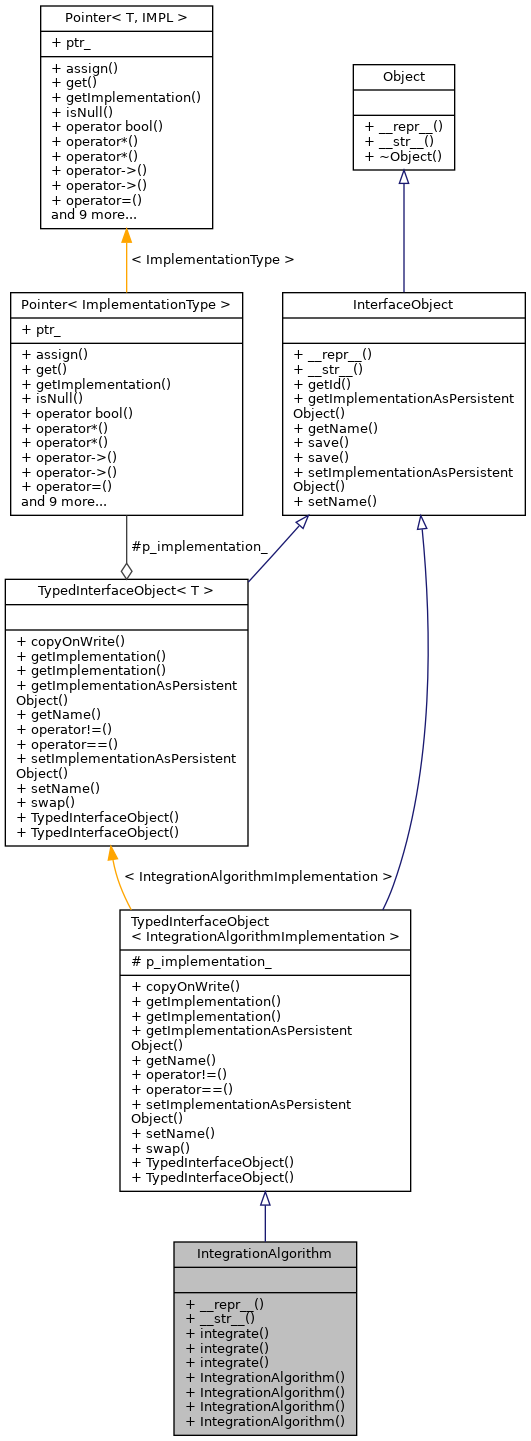 Pointer< T, IMPL >
+ ptr_
+ assign()
+ get()
+ getImplementation()
+ isNull()
+ operator bool()
+ operator*()
+ operator*()
+ operator->()
+ operator->()
+ operator=()
and 9 more...
Object
+ __repr__()
+ __str__()
+ ~Object()
< ImplementationType >
Pointer< ImplementationType >
+ ptr_
+ assign()
+ get()
+ getImplementation()
+ isNull()
+ operator bool()
+ operator*()
+ operator*()
+ operator->()
+ operator->()
+ operator=()
and 9 more...
InterfaceObject
+ __repr__()
+ __str__()
+ getId()
+ getImplementationAsPersistent
Object()
+ getName()
+ save()
+ save()
+ setImplementationAsPersistent
Object()
+ setName()
#p_implementation_
TypedInterfaceObject< T >
+ copyOnWrite()
+ getImplementation()
+ getImplementation()
+ getImplementationAsPersistent
Object()
+ getName()
+ operator!=()
+ operator==()
+ setImplementationAsPersistent
Object()
+ setName()
+ swap()
+ TypedInterfaceObject()
+ TypedInterfaceObject()
< IntegrationAlgorithmImplementation >
TypedInterfaceObject
< IntegrationAlgorithmImplementation >
# p_implementation_
+ copyOnWrite()
+ getImplementation()
+ getImplementation()
+ getImplementationAsPersistent
Object()
+ getName()
+ operator!=()
+ operator==()
+ setImplementationAsPersistent
Object()
+ setName()
+ swap()
+ TypedInterfaceObject()
+ TypedInterfaceObject()
IntegrationAlgorithm
+ __repr__()
+ __str__()
+ integrate()
+ integrate()
+ integrate()
+ IntegrationAlgorithm()
+ IntegrationAlgorithm()
+ IntegrationAlgorithm()
+ IntegrationAlgorithm()